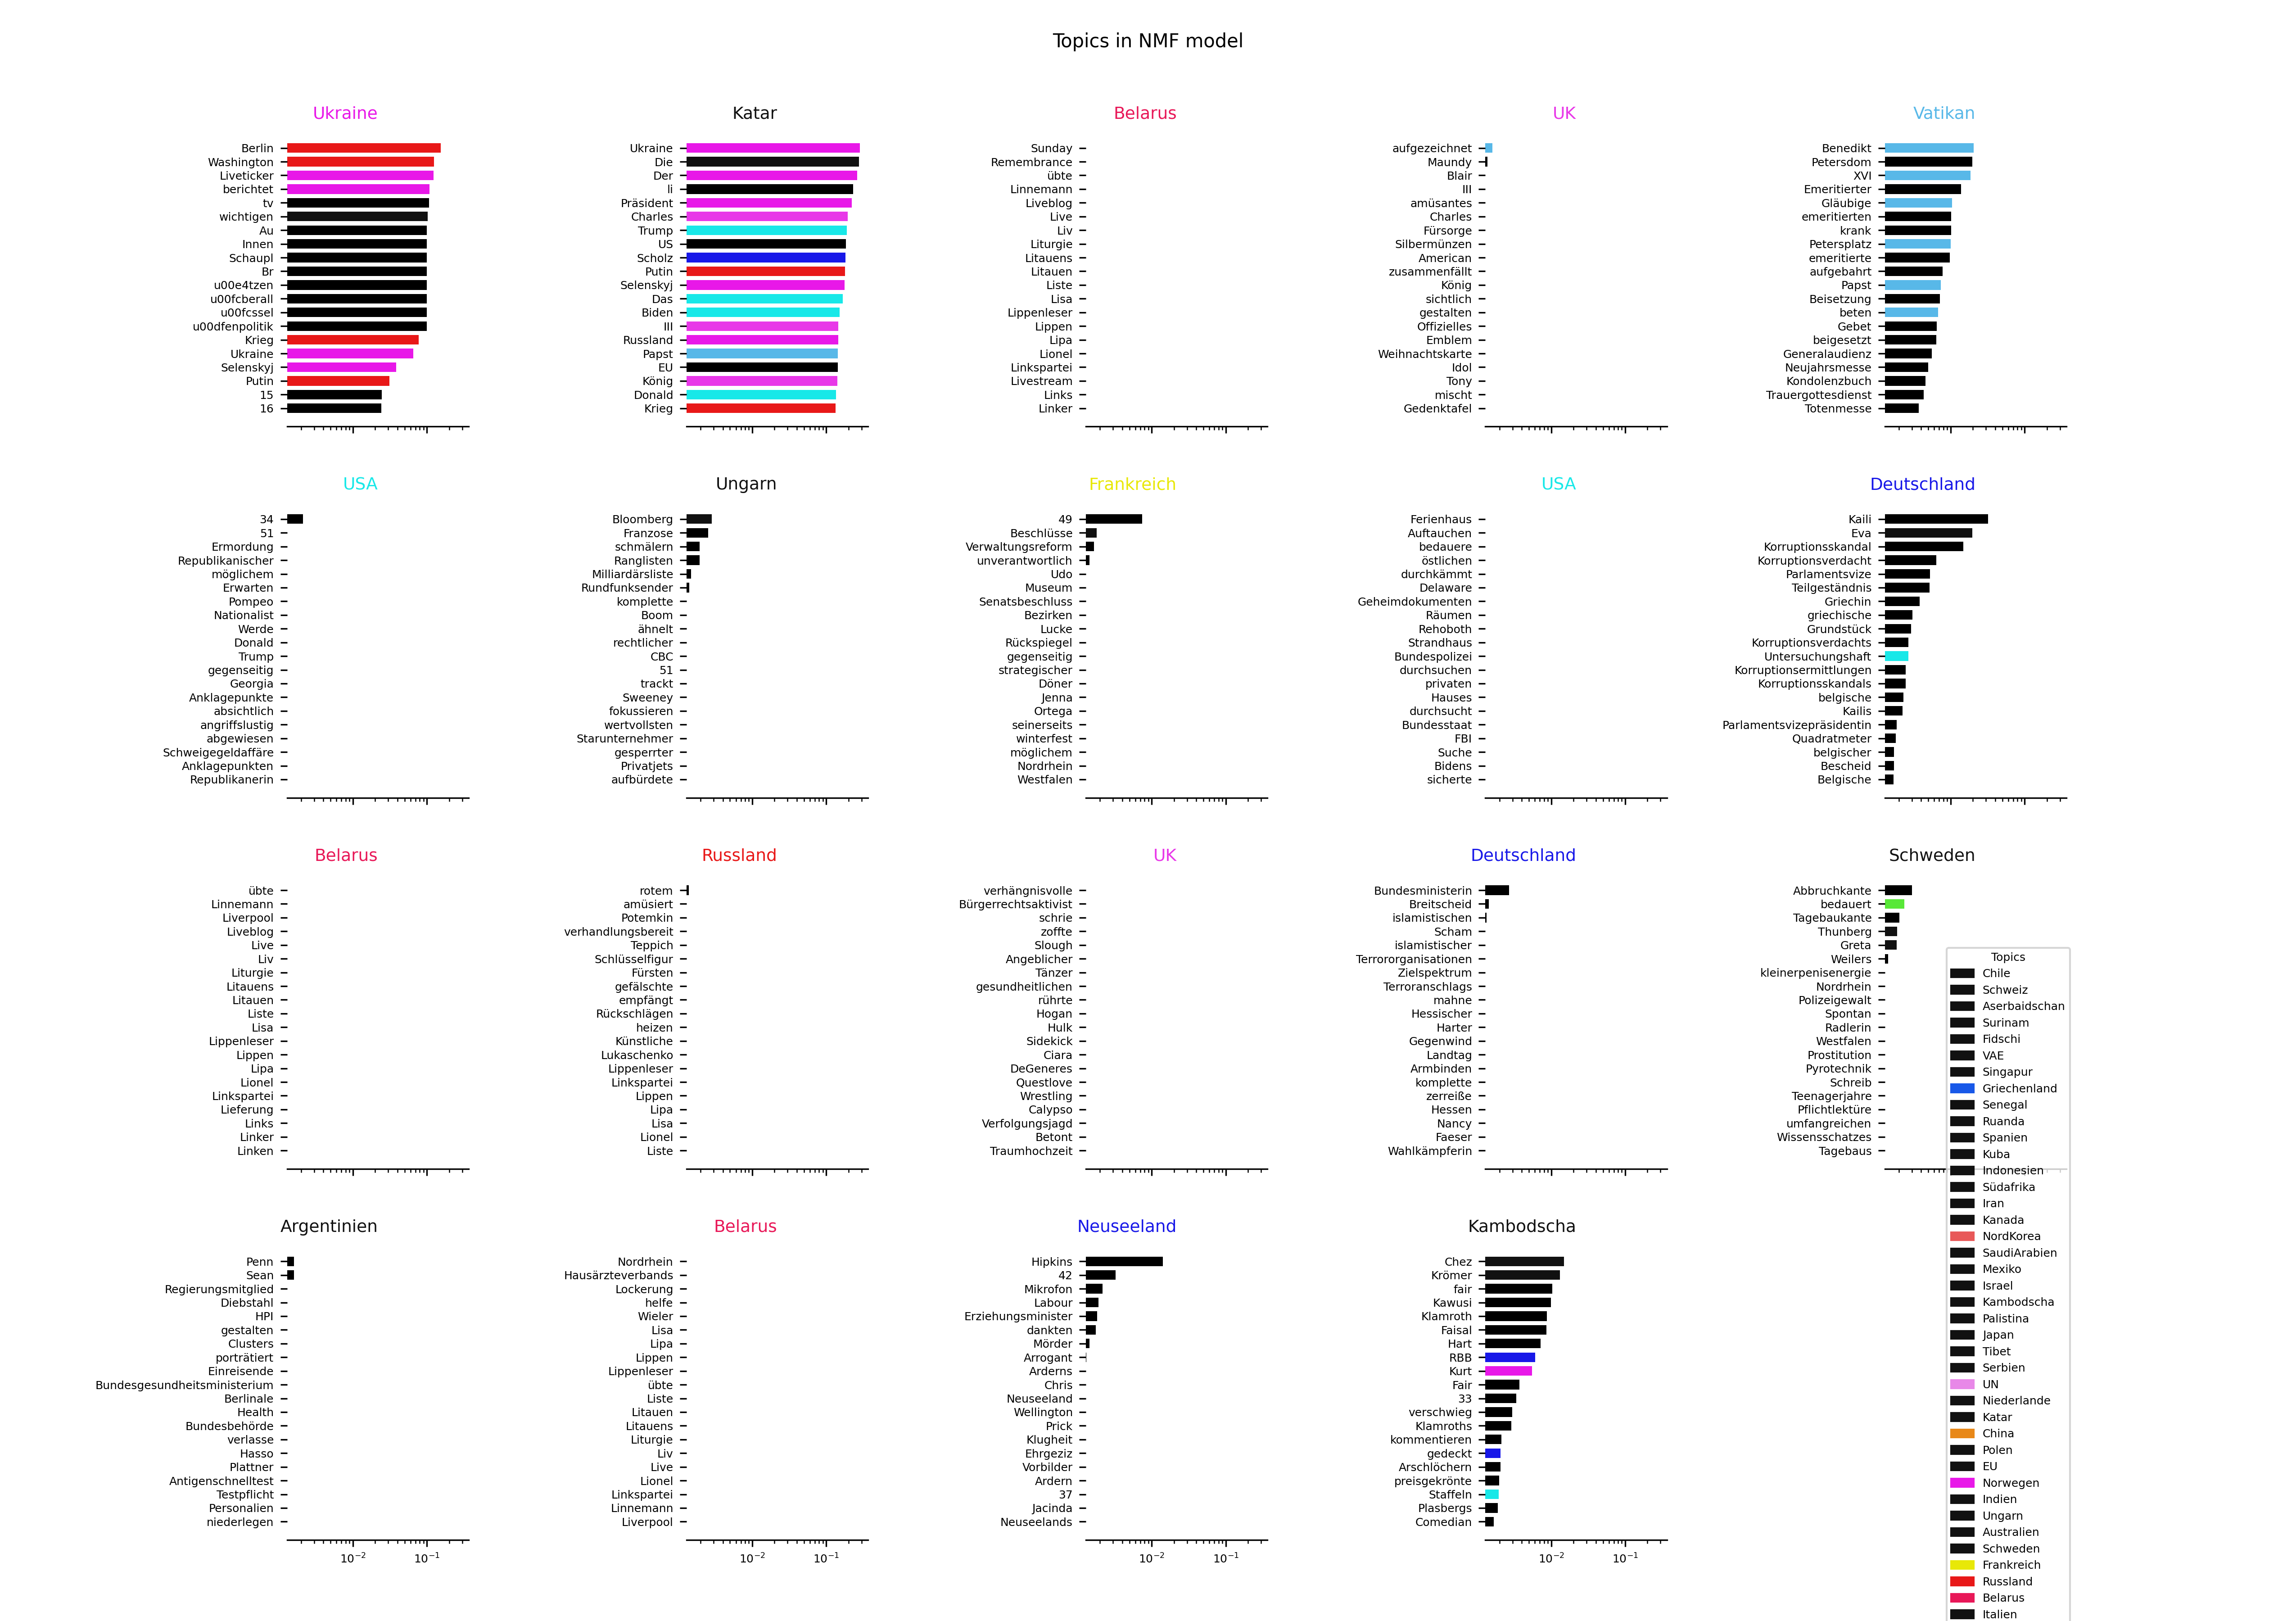 Topics in NMF model
Ukraine
Berlin
Washington
Liveticker
berichtet
tv
wichtigen
Au
Innen
Schaupl
Br
u00e4tzen
u00fcberall
u00fcssel
u00dfenpolitik
Krieg
Ukraine
Selenskyj
Putin
15
16
Katar
Ukraine
Die
Der
li
Präsident
Charles
Trump
US
Scholz
Putin
Selenskyj
Das
Biden
III
Russland
Papst
EU
König
Donald
Krieg
Belarus
Sunday
Remembrance
übte
Linnemann
Liveblog
Live
Liv
Liturgie
Litauens
Litauen
Liste
Lisa
Lippenleser
Lippen
Lipa
Lionel
Linkspartei
Livestream
Links
Linker
UK
aufgezeichnet
Maundy
Blair
III
amüsantes
Charles
Fürsorge
Silbermünzen
American
zusammenfällt
König
sichtlich
gestalten
Offizielles
Emblem
Weihnachtskarte
Idol
Tony
mischt
Gedenktafel
Vatikan
Benedikt
Petersdom
XVI
Emeritierter
Gläubige
emeritierten
krank
Petersplatz
emeritierte
aufgebahrt
Papst
Beisetzung
beten
Gebet
beigesetzt
Generalaudienz
Neujahrsmesse
Kondolenzbuch
Trauergottesdienst
Totenmesse
USA
34
51
Ermordung
Republikanischer
möglichem
Erwarten
Pompeo
Nationalist
Werde
Donald
Trump
gegenseitig
Georgia
Anklagepunkte
absichtlich
angriffslustig
abgewiesen
Schweigegeldaffäre
Anklagepunkten
Republikanerin
Ungarn
Bloomberg
Franzose
schmälern
Ranglisten
Milliardärsliste
Rundfunksender
komplette
Boom
ähnelt
rechtlicher
CBC
51
trackt
Sweeney
fokussieren
wertvollsten
Starunternehmer
gesperrter
Privatjets
aufbürdete
Frankreich
49
Beschlüsse
Verwaltungsreform
unverantwortlich
Udo
Museum
Senatsbeschluss
Bezirken
Lucke
Rückspiegel
gegenseitig
strategischer
Döner
Jenna
Ortega
seinerseits
winterfest
möglichem
Nordrhein
Westfalen
USA
Ferienhaus
Auftauchen
bedauere
östlichen
durchkämmt
Delaware
Geheimdokumenten
Räumen
Rehoboth
Strandhaus
Bundespolizei
durchsuchen
privaten
Hauses
durchsucht
Bundesstaat
FBI
Suche
Bidens
sicherte
Deutschland
Kaili
Eva
Korruptionsskandal
Korruptionsverdacht
Parlamentsvize
Teilgeständnis
Griechin
griechische
Grundstück
Korruptionsverdachts
Untersuchungshaft
Korruptionsermittlungen
Korruptionsskandals
belgische
Kailis
Parlamentsvizepräsidentin
Quadratmeter
belgischer
Bescheid
Belgische
Belarus
übte
Linnemann
Liverpool
Liveblog
Live
Liv
Liturgie
Litauens
Litauen
Liste
Lisa
Lippenleser
Lippen
Lipa
Lionel
Linkspartei
Lieferung
Links
Linker
Linken
Russland
rotem
amüsiert
Potemkin
verhandlungsbereit
Teppich
Schlüsselfigur
Fürsten
gefälschte
empfängt
Rückschlägen
heizen
Künstliche
Lukaschenko
Lippenleser
Linkspartei
Lippen
Lipa
Lisa
Lionel
Liste
UK
verhängnisvolle
Bürgerrechtsaktivist
schrie
zoffte
Slough
Angeblicher
Tänzer
gesundheitlichen
rührte
Hogan
Hulk
Sidekick
Ciara
DeGeneres
Questlove
Wrestling
Calypso
Verfolgungsjagd
Betont
Traumhochzeit
Deutschland
Bundesministerin
Breitscheid
islamistischen
Scham
islamistischer
Terrororganisationen
Zielspektrum
Terroranschlags
mahne
Hessischer
Harter
Gegenwind
Landtag
Armbinden
komplette
zerreiße
Hessen
Nancy
Faeser
Wahlkämpferin
Schweden
Abbruchkante
bedauert
Tagebaukante
Thunberg
Greta
Weilers
kleinerpenisenergie
Nordrhein
Polizeigewalt
Spontan
Radlerin
Westfalen
Prostitution
Pyrotechnik
Schreib
Teenagerjahre
Pflichtlektüre
umfangreichen
Wissensschatzes
Tagebaus
Argentinien
Penn
Sean
Regierungsmitglied
Diebstahl
HPI
gestalten
Clusters
porträtiert
Einreisende
Bundesgesundheitsministerium
Berlinale
Health
Bundesbehörde
verlasse
Hasso
Plattner
Antigenschnelltest
Testpflicht
Personalien
niederlegen
10⁻² 10⁻¹
Belarus
Nordrhein
Hausärzteverbands
Lockerung
helfe
Wieler
Lisa
Lipa
Lippen
Lippenleser
übte
Liste
Litauen
Litauens
Liturgie
Liv
Live
Lionel
Linkspartei
Linnemann
Liverpool
10⁻² 10⁻¹
Neuseeland
Hipkins
42
Mikrofon
Labour
Erziehungsminister
dankten
Mörder
Arrogant
Arderns
Chris
Neuseeland
Wellington
Prick
Klugheit
Ehrgeziz
Vorbilder
Ardern
37
Jacinda
Neuseelands
10⁻² 10⁻¹
Kambodscha
Chez
Krömer
fair
Kawusi
Klamroth
Faisal
Hart
RBB
Kurt
Fair
33
verschwieg
Klamroths
kommentieren
gedeckt
Arschlöchern
preisgekrönte
Staffeln
Plasbergs
Comedian
10⁻² 10⁻¹
Topics
Chile
Schweiz
Aserbaidschan
Surinam
Fidschi
VAE
Singapur
Griechenland
Senegal
Ruanda
Spanien
Kuba
Indonesien
Südafrika
Iran
Kanada
NordKorea
SaudiArabien
Mexiko
Israel
Kambodscha
Palistina
Japan
Tibet
Serbien
UN
Niederlande
Katar
China
Polen
EU
Norwegen
Indien
Ungarn
Australien
Schweden
Frankreich
Russland
Belarus
Italien